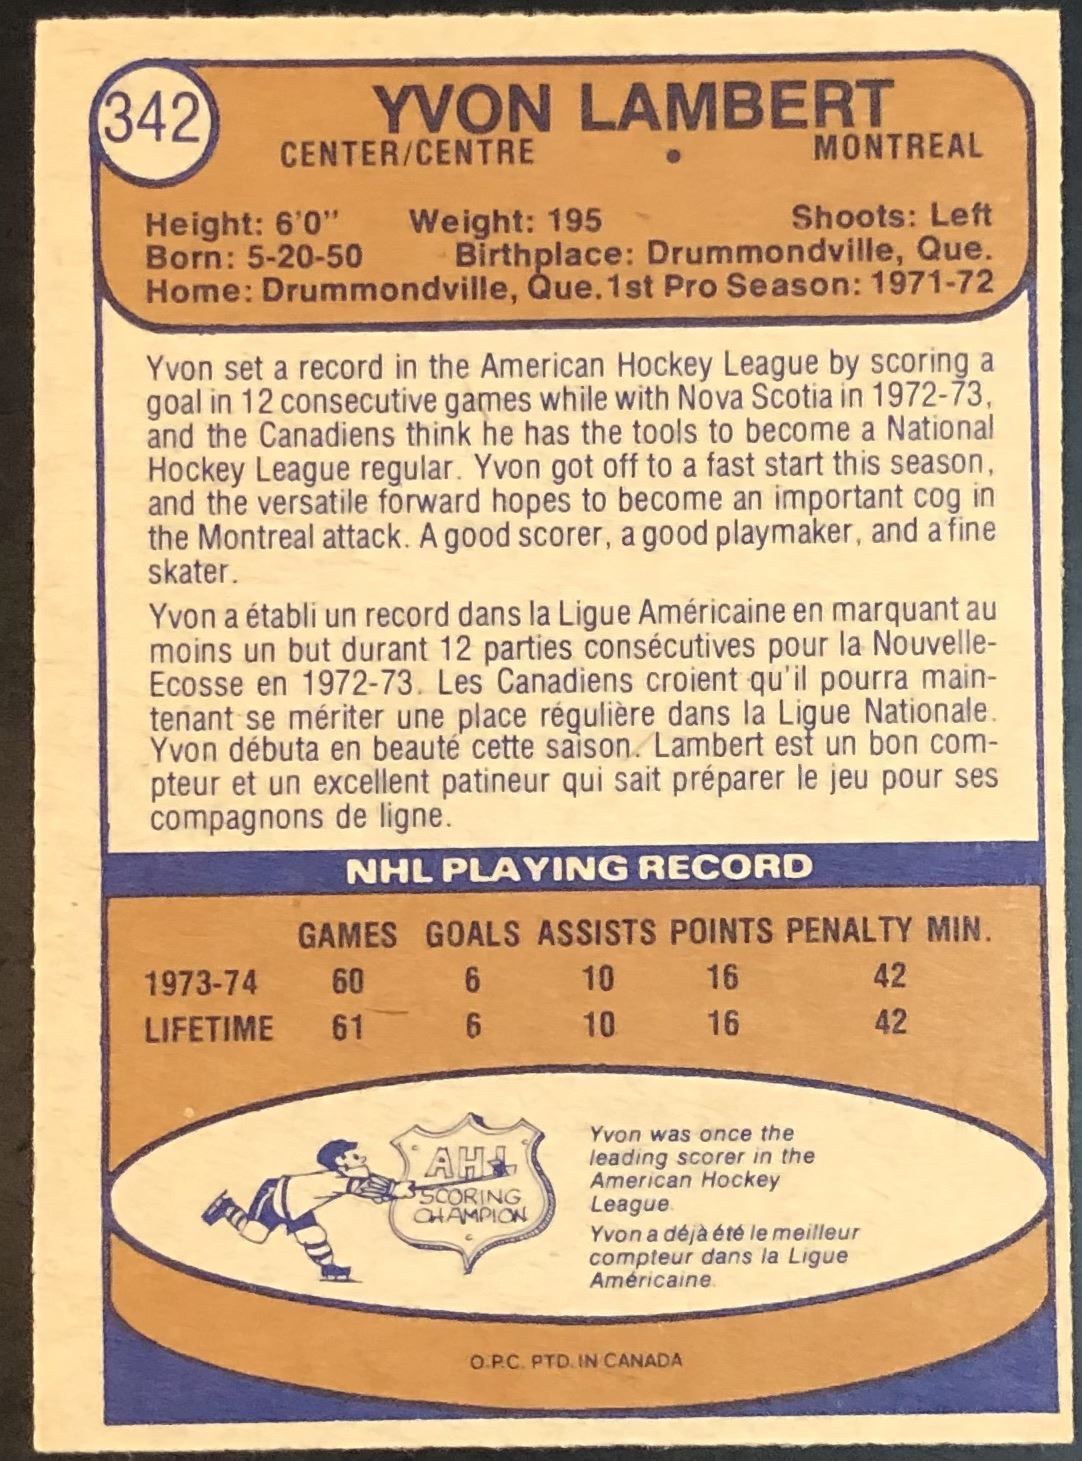 342
YVON LAMBERT
CENTER/CENTRE • MONTREAL
Height: 6'0" Weight: 195 Shoots: Left
Born: 5-20-50 Birthplace: Drummondville, Que.
Home: Drummondville, Que. 1st Pro Season: 1971-72
Yvon set a record in the American Hockey League by scoring a
goal in 12 consecutive games while with Nova Scotia in 1972-73,
and the Canadiens think he has the tools to become a National
Hockey League regular. Yvon got off to a fast start this season,
and the versatile forward hopes to become an important cog in
the Montreal attack. A good scorer, a good playmaker, and a fine
skater.
Yvon a établi un record dans la Ligue Américaine en marquant au
moins un but durant 12 parties consécutives pour la Nouvelle-
Ecosse en 1972-73. Les Canadiens croient qu'il pourra main-
tenant se mériter une place régulière dans la Ligue Nationale.
Yvon débuta en beauté cette saison. Lambert est un bon com-
pteur et un excellent patineur qui sait préparer le jeu pour ses
compagnons de ligne.
NHL PLAYING RECORD
GAMES GOALS ASSISTS POINTS PENALTY MIN.
1973-74 60 6 10 16 42
LIFETIME 61 6 10 16 42
AHL
SCORING
CHAMPION
Yvon was once the
leading scorer in the
American Hockey
League.
Yvon a déjà été le meilleur
compteur dans la Ligue
Américaine.
O.P.C. PTD. IN CANADA